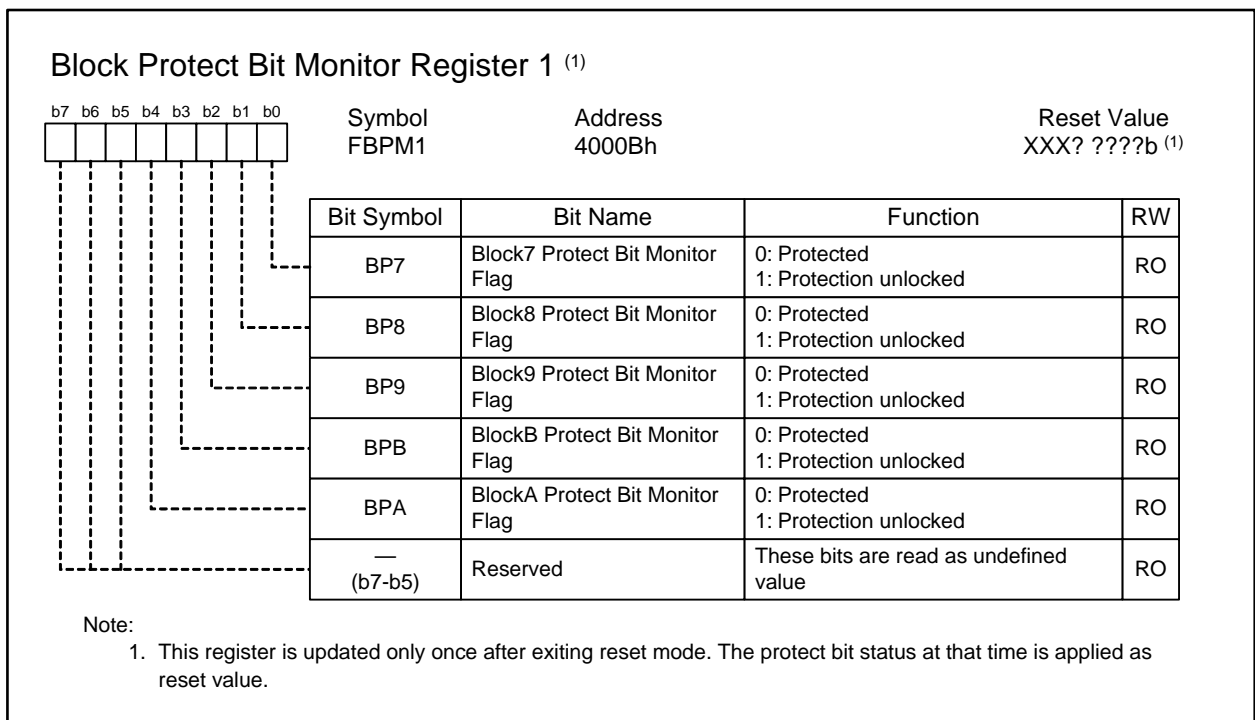 Block Protect Bit Monitor Register 1 (1)
b7 b6 b5 b4 b3 b2 b1 b0
Symbol Address Reset Value
FBPM1 4000Bh XXX? ????b (1)
Bit Symbol Bit Name Function RW
BP7 Block7 Protect Bit Monitor Flag 0: Protected 1: Protection unlocked RO
BP8 Block8 Protect Bit Monitor Flag 0: Protected 1: Protection unlocked RO
BP9 Block9 Protect Bit Monitor Flag 0: Protected 1: Protection unlocked RO
BPB BlockB Protect Bit Monitor Flag 0: Protected 1: Protection unlocked RO
BPA BlockA Protect Bit Monitor Flag 0: Protected 1: Protection unlocked RO
— (b7-b5) Reserved These bits are read as undefined value RO
Note:
1. This register is updated only once after exiting reset mode. The protect bit status at that time is applied as
reset value.